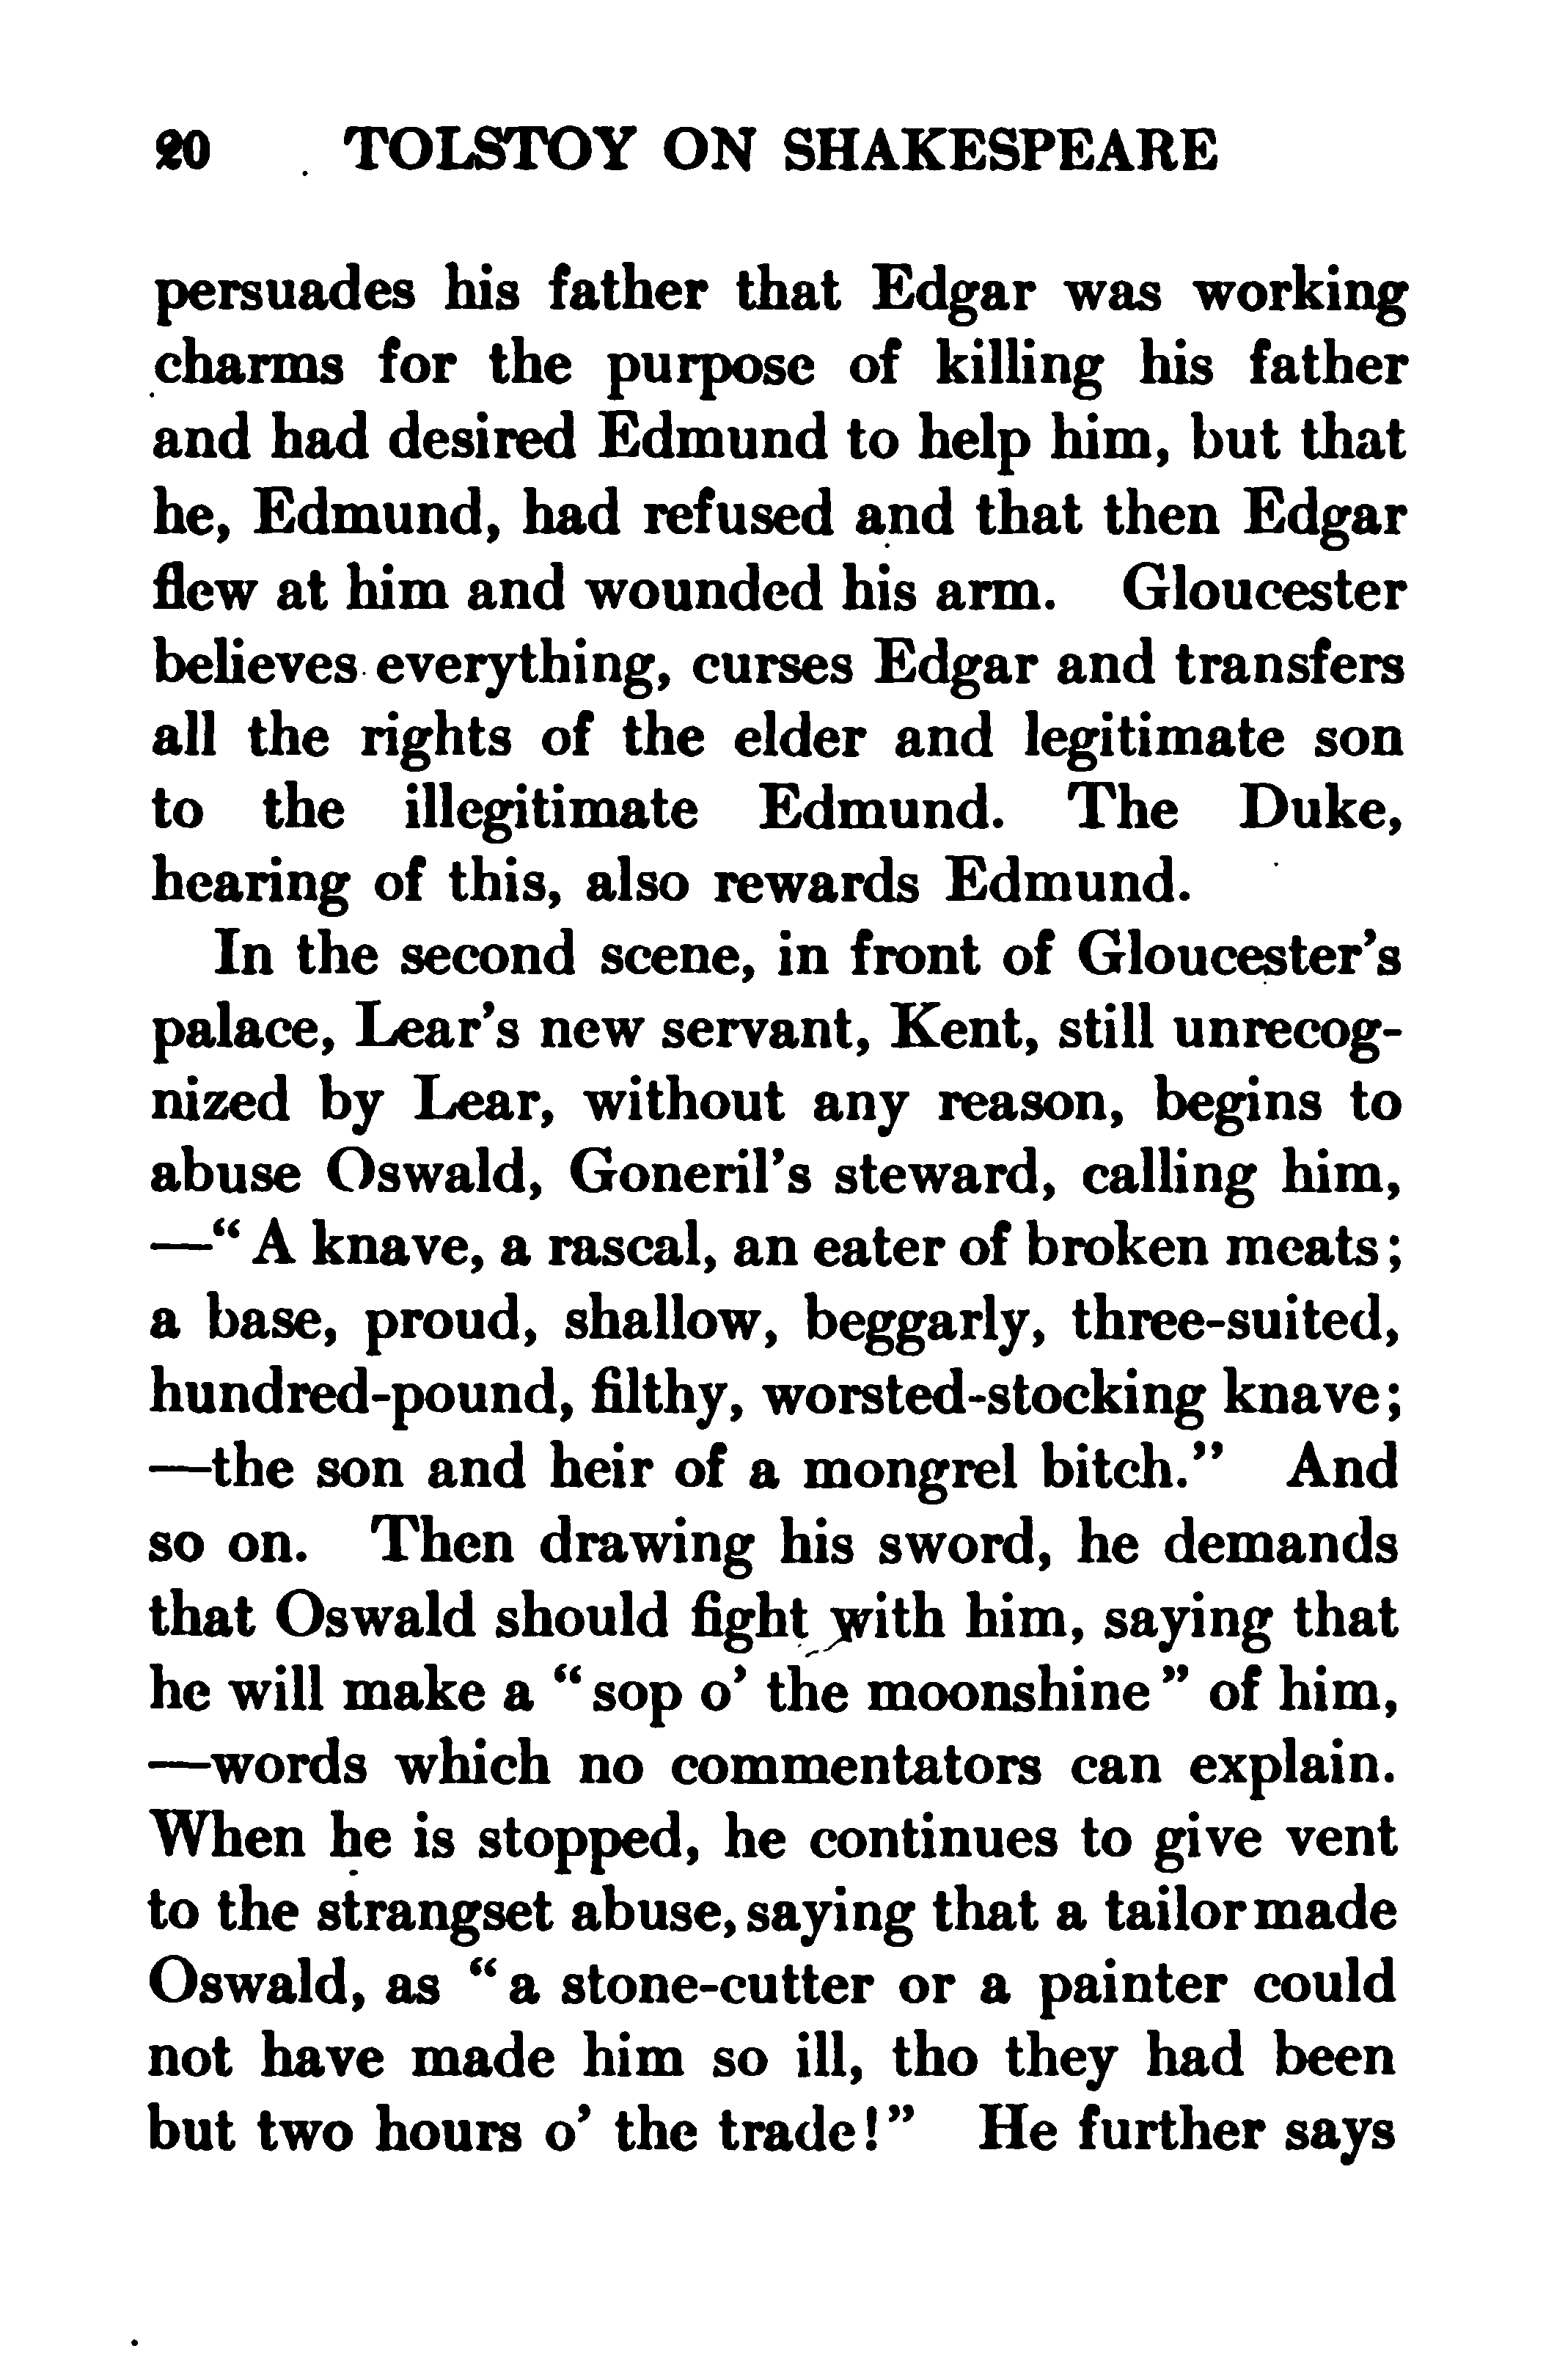 20 TOLSTOY ON SHAKESPEARE
persuades his father that Edgar was working
charms for the purpose of killing his father
and had desired Edmund to help him, but that
he, Edmund, had refused and that then Edgar
flew at him and wounded his arm. Gloucester
believes everything, curses Edgar and transfers
all the rights of the elder and legitimate son
to the illegitimate Edmund. The Duke,
hearing of this, also rewards Edmund.
In the second scene, in front of Gloucester's
palace, Lear's new servant, Kent, still unrecog-
nized by Lear, without any reason, begins to
abuse Oswald, Goneril's steward, calling him,
—“A knave, a rascal, an eater of broken meats;
a base, proud, shallow, beggarly, three-suited,
hundred-pound, filthy, worsted-stocking knave;
—the son and heir of a mongrel bitch.” And
so on. Then drawing his sword, he demands
that Oswald should fight with him, saying that
he will make a “sop o' the moonshine” of him,
—words which no commentators can explain.
When he is stopped, he continues to give vent
to the strangset abuse, saying that a tailor made
Oswald, as “a stone-cutter or a painter could
not have made him so ill, tho they had been
but two hours o' the trade!” He further says